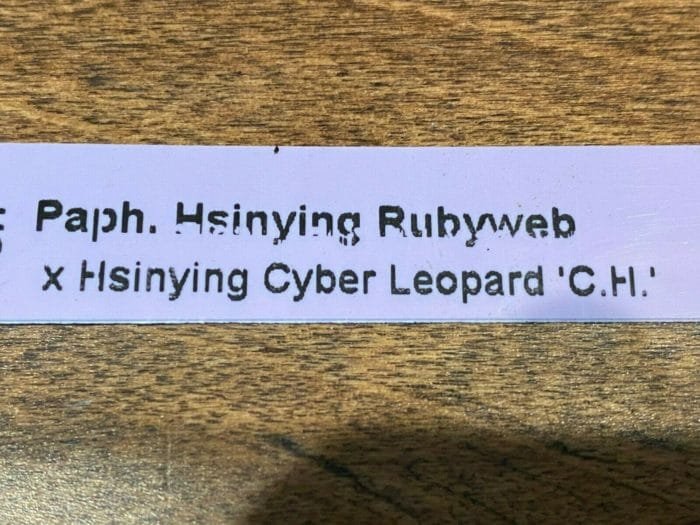 Paph. Hsinying Rubyweb
x Hsinying Cyber Leopard 'C.H.'